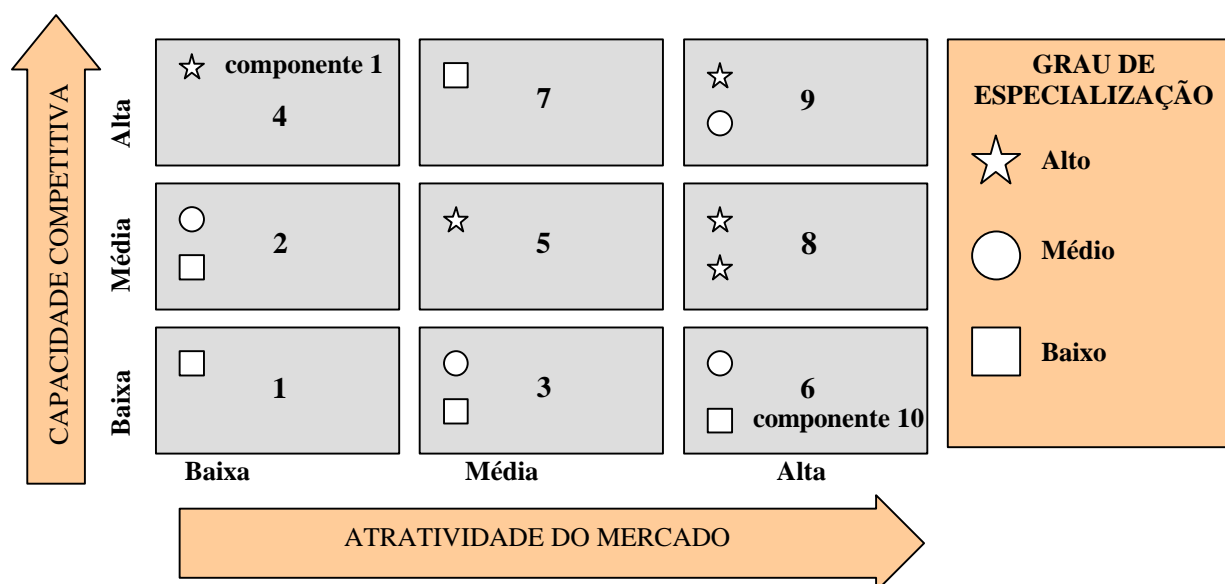 CAPACIDADE COMPETITIVA
Alta
Média
Baixa
componente 1
4
7
9
2
5
8
1
3
6
componente 10
Baixa
Média
Alta
ATRATIVIDADE DO MERCADO
GRAU DE
ESPECIALIZAÇÃO
Alto
Médio
Baixo